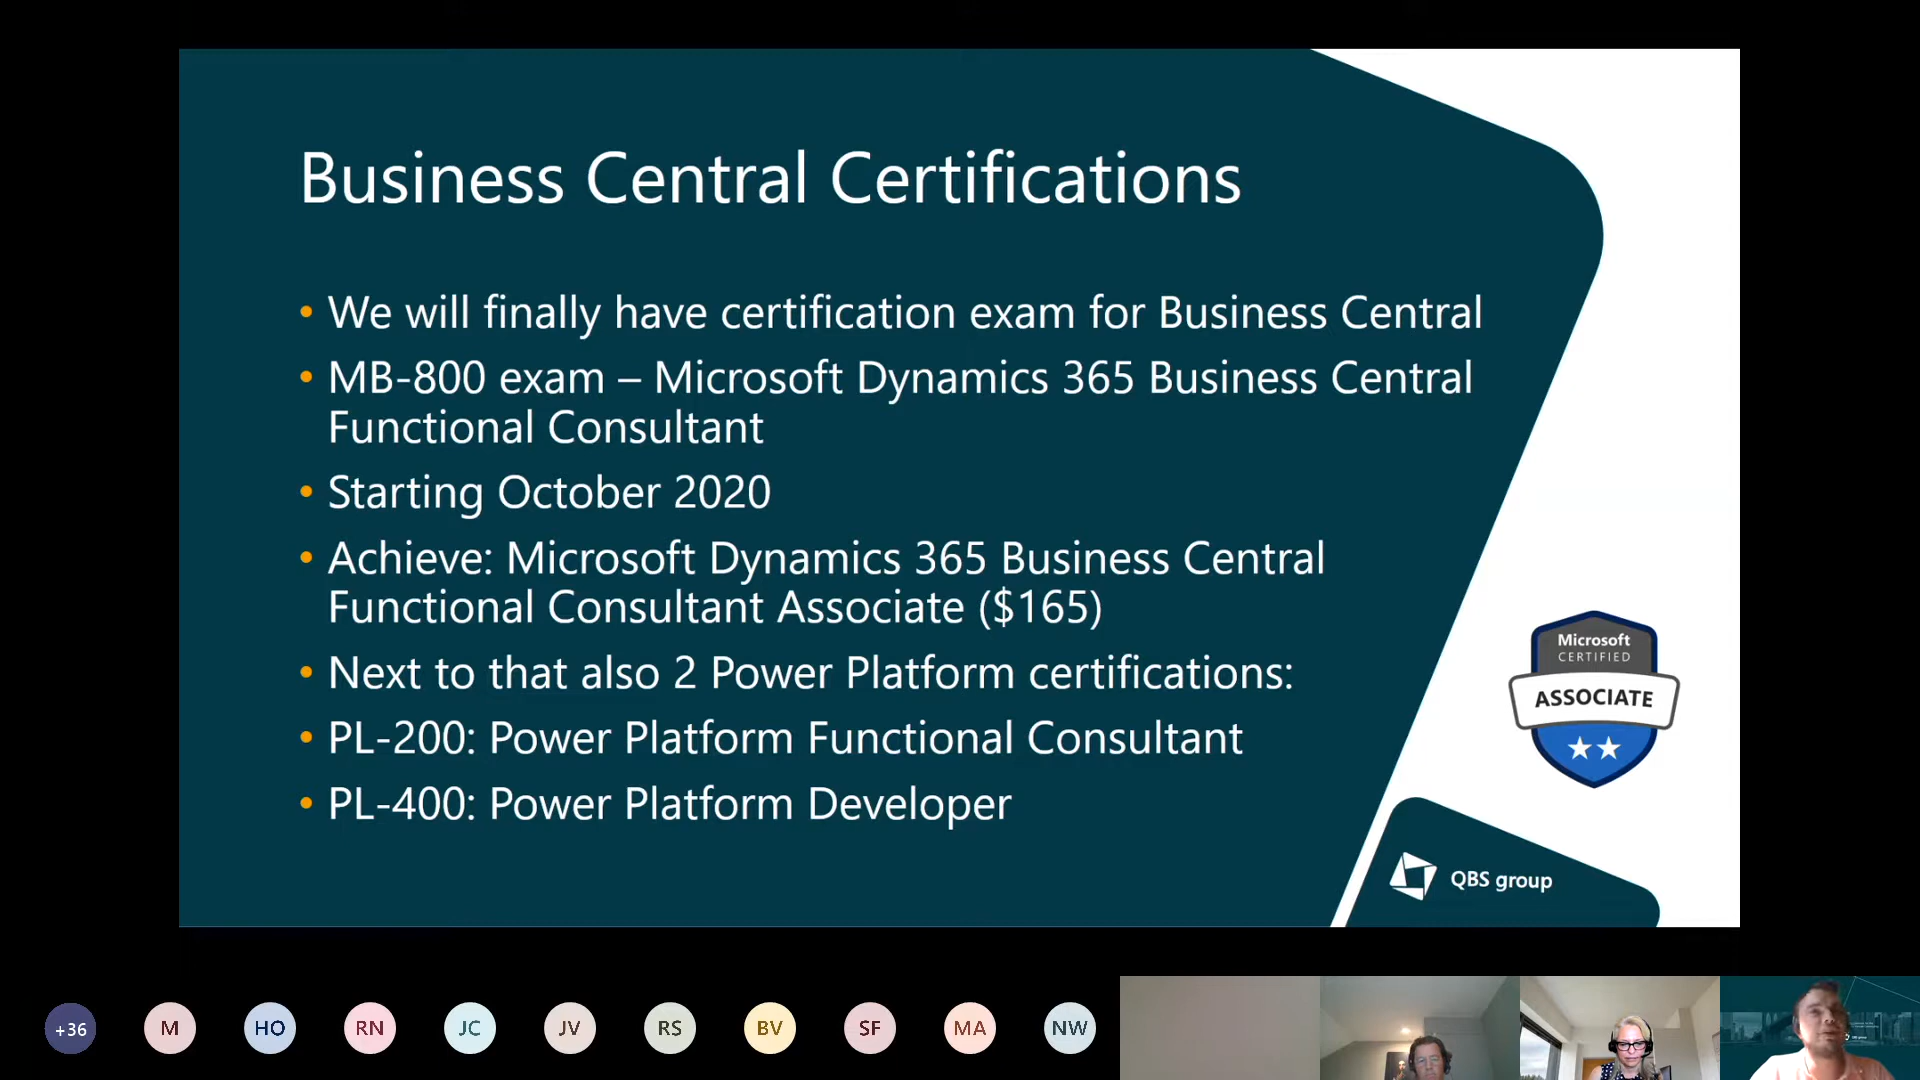 Business Central Certifications
• We will finally have certification exam for Business Central
• MB-800 exam – Microsoft Dynamics 365 Business Central
Functional Consultant
• Starting October 2020
• Achieve: Microsoft Dynamics 365 Business Central
Functional Consultant Associate ($165)
• Next to that also 2 Power Platform certifications:
• PL-200: Power Platform Functional Consultant
• PL-400: Power Platform Developer
Microsoft
CERTIFIED
ASSOCIATE
QBS group
+36
M
HO
RN
JC
JV
RS
BV
SF
MA
NW